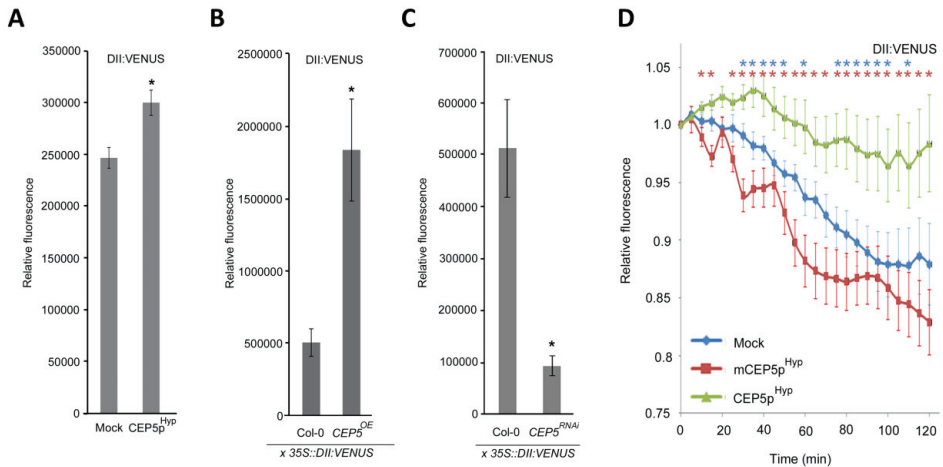 A
DII:VENUS
Relative fluorescence
350000
300000
250000
200000
150000
100000
50000
0
*
Mock CEP5p^Hyp
B
DII:VENUS
Relative fluorescence
2500000
2000000
1500000
1000000
500000
0
*
Col-0 CEP5^OE
x 35S::DII:VENUS
C
DII:VENUS
Relative fluorescence
700000
600000
500000
400000
300000
200000
100000
0
*
Col-0 CEP5^RNAi
x 35S::DII:VENUS
D
DII:VENUS
* * * * * * * * * * * * *
* * * * * * * * * * * * * * * * * * * * *
Relative fluorescence
1.05
1.0
0.95
0.9
0.85
0.8
0.75
Mock
mCEP5p^Hyp
CEP5p^Hyp
0 20 40 60 80 100 120
Time (min)